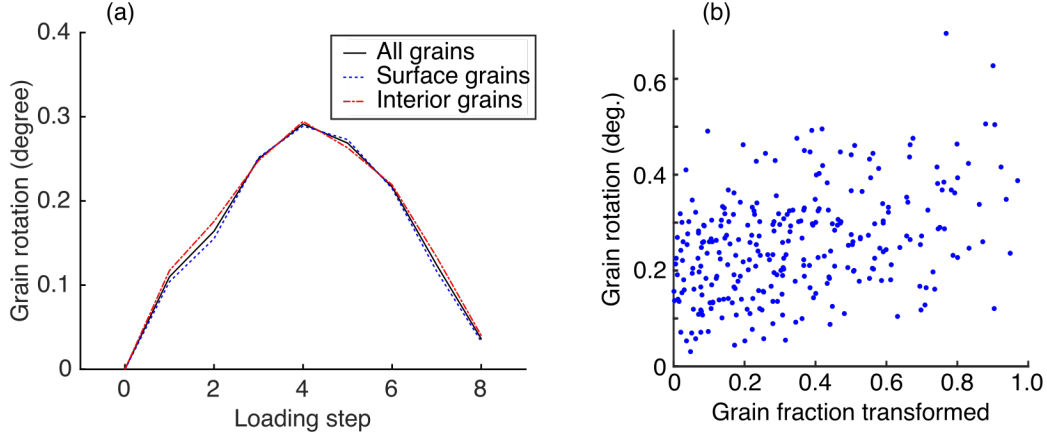 (a)
0.4
0.3
0.2
0.1
0
Grain rotation (degree)
All grains
Surface grains
Interior grains
0
2
4
6
8
Loading step
(b)
0.6
0.4
0.2
0
Grain rotation (deg.)
0
0.2
0.4
0.6
0.8
1.0
Grain fraction transformed